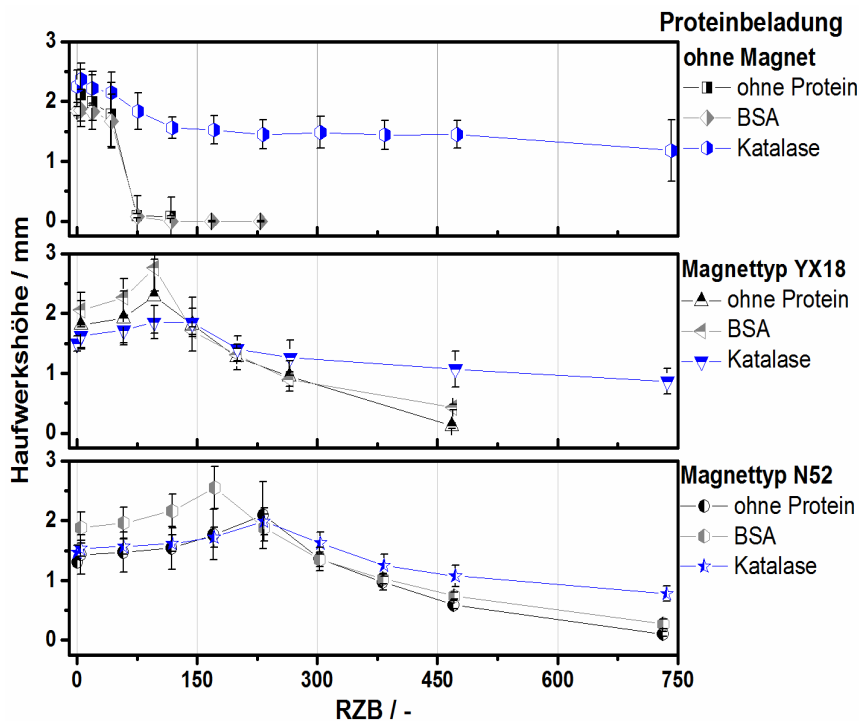 Proteinbeladung
ohne Magnet
ohne Protein
BSA
Katalase
3
2
1
0
Magnettyp YX18
ohne Protein
BSA
Katalase
3
2
1
0
Magnettyp N52
ohne Protein
BSA
Katalase
3
2
1
0
Haufwerkshöhe / mm
0 150 300 450 600 750
RZB / -